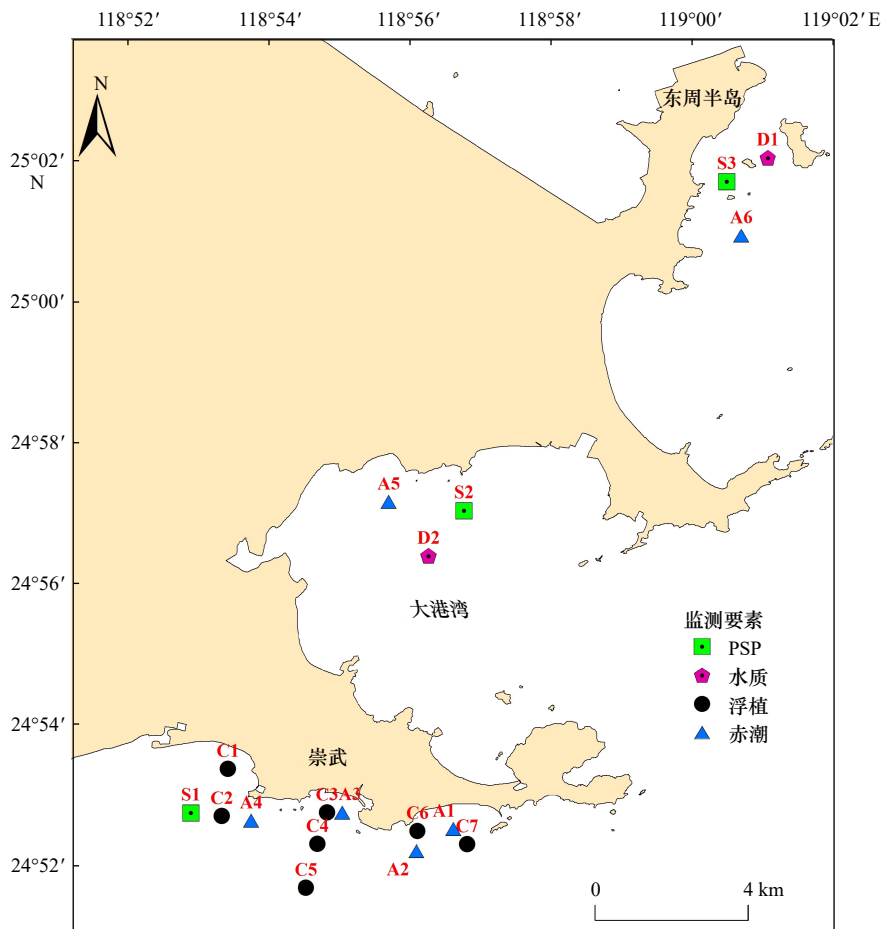 118°52′ 118°54′ 118°56′ 118°58′ 119°00′ 119°02′ E
N
东周半岛
25°02′
N
D1
S3
A6
25°00′
24°58′
A5
S2
D2
24°56′
大港湾
监测要素
PSP
水质
浮植
赤潮
24°54′
崇武
C1
S1
C2
A4
C3
A3
C4
C6
A1
C7
C5
A2
24°52′
0 4 km